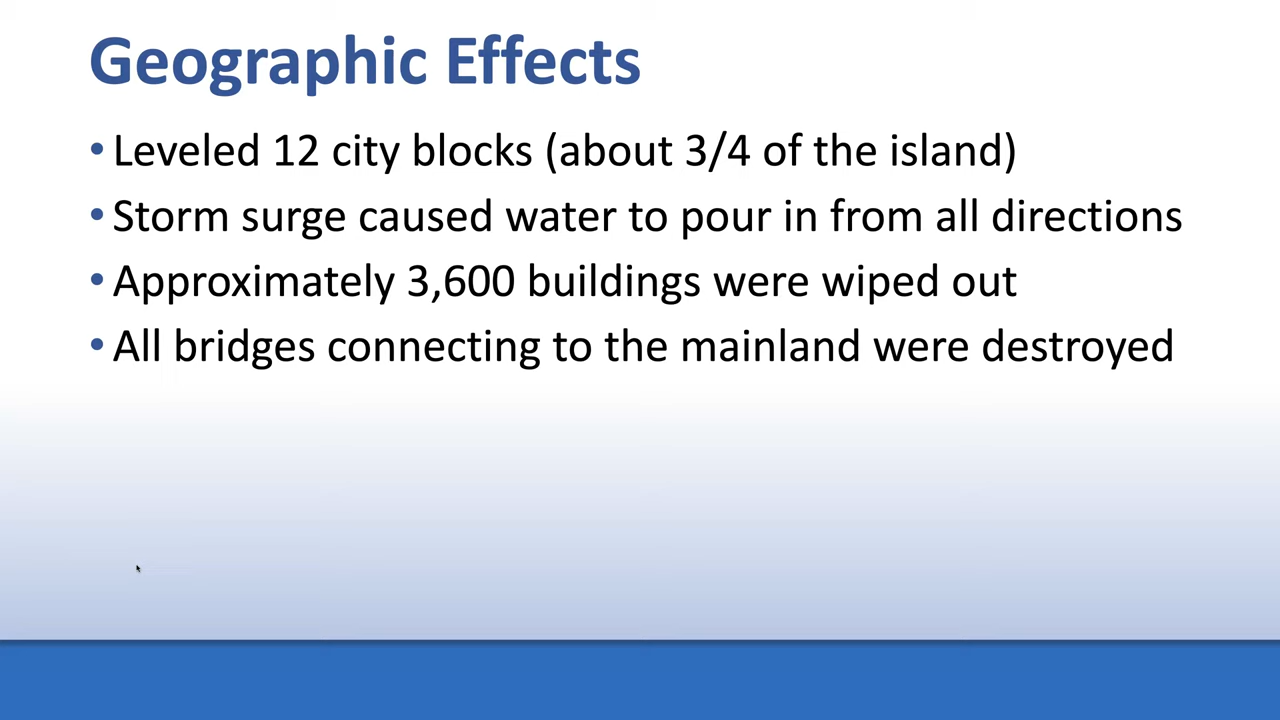 Geographic Effects
• Leveled 12 city blocks (about 3/4 of the island)
• Storm surge caused water to pour in from all directions
• Approximately 3,600 buildings were wiped out
• All bridges connecting to the mainland were destroyed